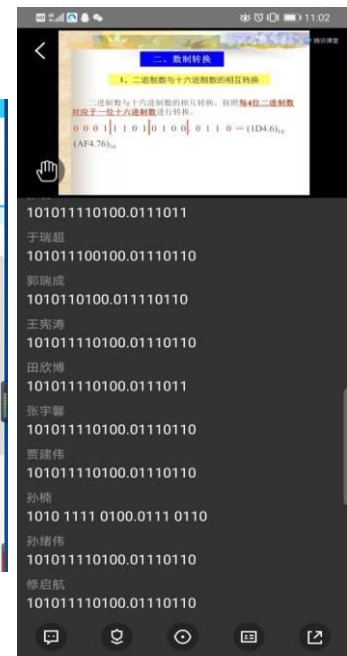 11:02
腾讯课堂
二、数制转换
1、二进制数与十六进制数的相互转换
二进制数与十六进制数的相互转换,按照每4位二进制数
对应于一位十六进制数进行转换。
0 0 0 1 1 1 0 1 0 1 0 0. 0 1 1 0 = (1D4.6)₁₆
(AF4.76)₁₆
101011110100.0111011
于瑞超
101011100100.01110110
郭瑞成
1010110100.011110110
王宪涛
101011110100.01110110
田欣博
101011110100.0111011
张宇馨
101011110100.01110110
贾建伟
101011110100.01110110
孙楠
1010 1111 0100.0111 0110
孙绪伟
101011110100.01110110
修启航
101011110100.01110110